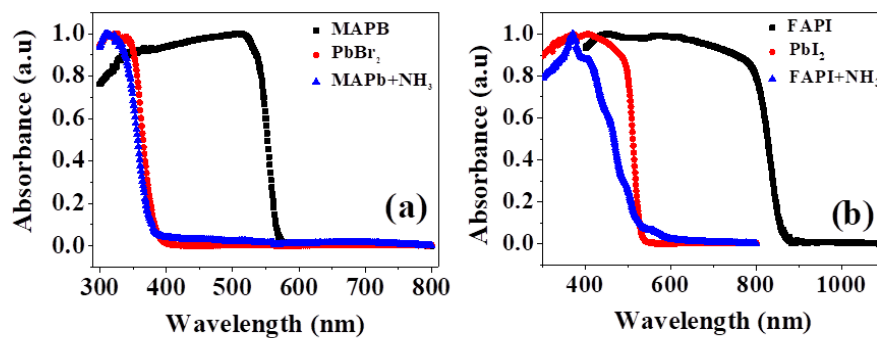 Absorbance (a.u)
1.0
0.8
0.6
0.4
0.2
0.0
MAPB
PbBr₂
MAPb+NH₃
(a)
300 400 500 600 700 800
Wavelength (nm)
Absorbance (a.u)
1.0
0.8
0.6
0.4
0.2
0.0
FAPI
PbI₂
FAPI+NH₃
(b)
400 600 800 1000
Wavelength (nm)